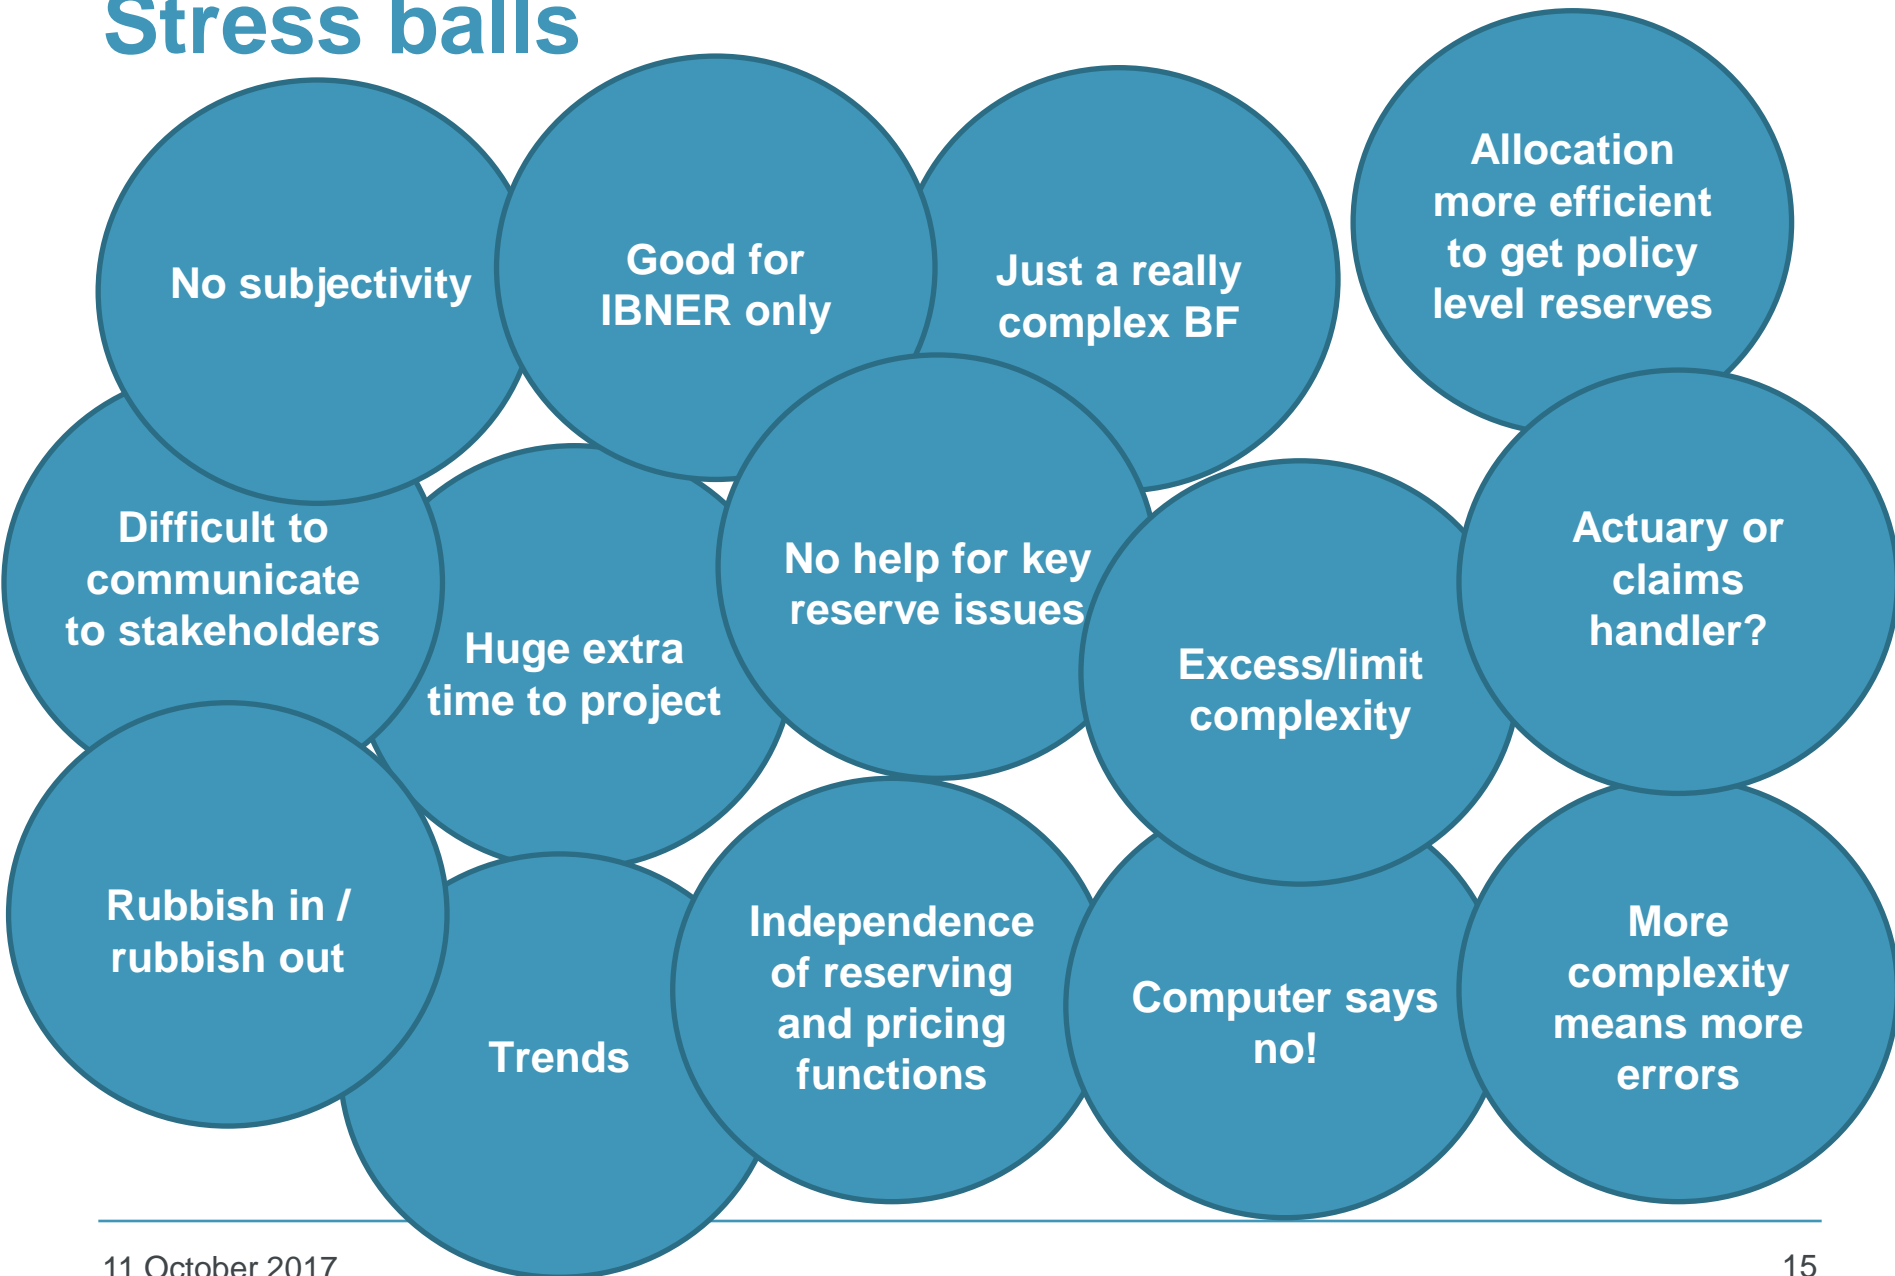 Stress balls
No subjectivity
Good for
IBNER only
Just a really
complex BF
Allocation
more efficient
to get policy
level reserves
Difficult to
communicate
to stakeholders
Huge extra
time to project
No help for key
reserve issues
Excess/limit
complexity
Actuary or
claims
handler?
Rubbish in /
rubbish out
Trends
Independence
of reserving
and pricing
functions
Computer says
no!
More
complexity
means more
errors
11 October 2017
15